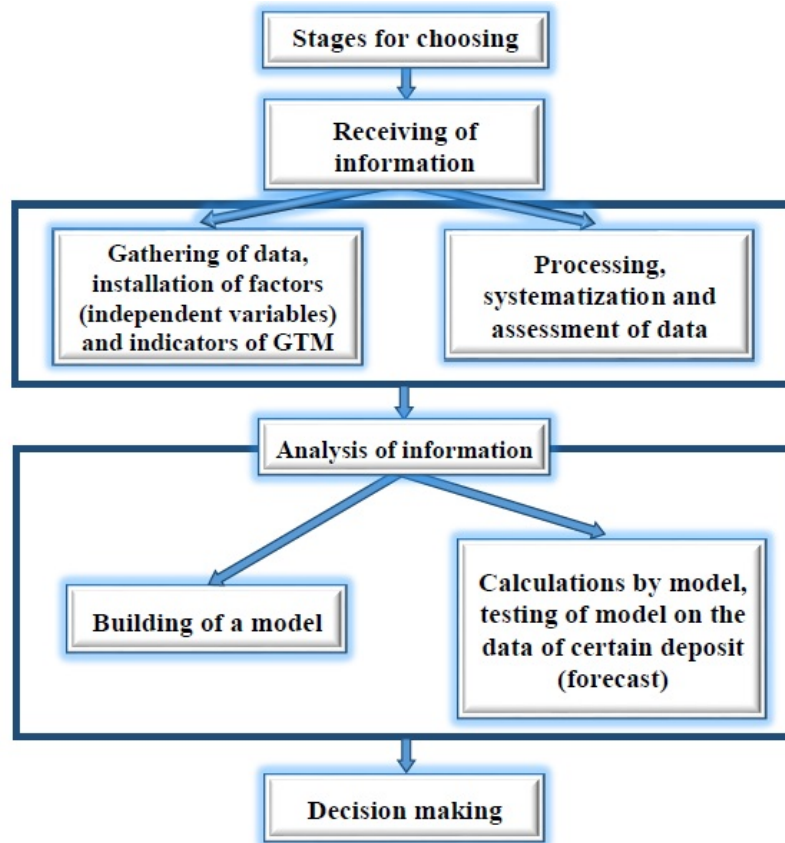 Stages for choosing
Receiving of
information
Gathering of data,
installation of factors
(independent variables)
and indicators of GTM
Processing,
systematization and
assessment of data
Analysis of information
Building of a model
Calculations by model,
testing of model on the
data of certain deposit
(forecast)
Decision making